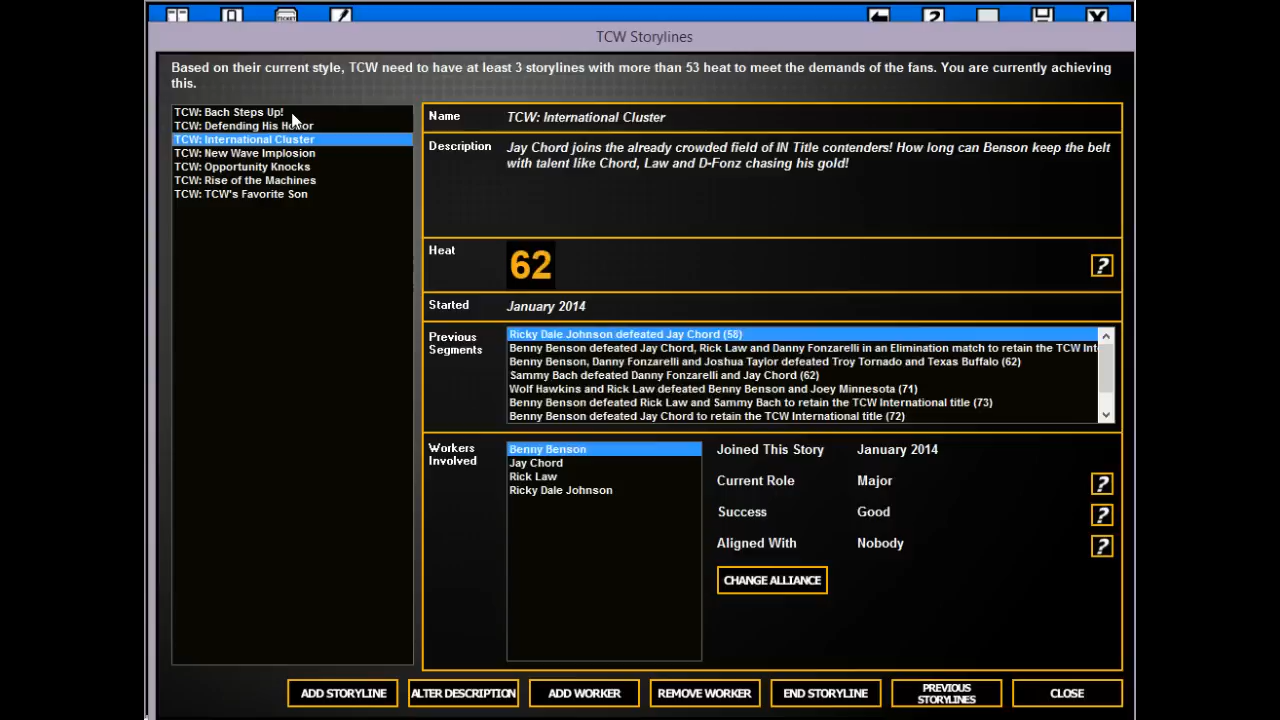 TICKET
?
X
TCW Storylines
Based on their current style, TCW need to have at least 3 storylines with more than 53 heat to meet the demands of the fans. You are currently achieving
this.
TCW: Bach Steps Up!
TCW: Defending His Honor
TCW: International Cluster
TCW: New Wave Implosion
TCW: Opportunity Knocks
TCW: Rise of the Machines
TCW: TCW's Favorite Son
Name TCW: International Cluster
Description Jay Chord joins the already crowded field of IN Title contenders! How long can Benson keep the belt
with talent like Chord, Law and D-Fonz chasing his gold!
Heat 62 ?
Started January 2014
Previous
Segments
Ricky Dale Johnson defeated Jay Chord (58)
Benny Benson defeated Jay Chord, Rick Law and Danny Fonzarelli in an Elimination match to retain the TCW Int
Benny Benson, Danny Fonzarelli and Joshua Taylor defeated Troy Tornado and Texas Buffalo (62)
Sammy Bach defeated Danny Fonzarelli and Jay Chord (62)
Wolf Hawkins and Rick Law defeated Benny Benson and Joey Minnesota (71)
Benny Benson defeated Rick Law and Sammy Bach to retain the TCW International title (73)
Benny Benson defeated Jay Chord to retain the TCW International title (72)
Workers
Involved
Benny Benson
Jay Chord
Rick Law
Ricky Dale Johnson
Joined This Story January 2014
Current Role Major ?
Success Good ?
Aligned With Nobody ?
CHANGE ALLIANCE
ADD STORYLINE
ALTER DESCRIPTION
ADD WORKER
REMOVE WORKER
END STORYLINE
PREVIOUS
STORYLINES
CLOSE